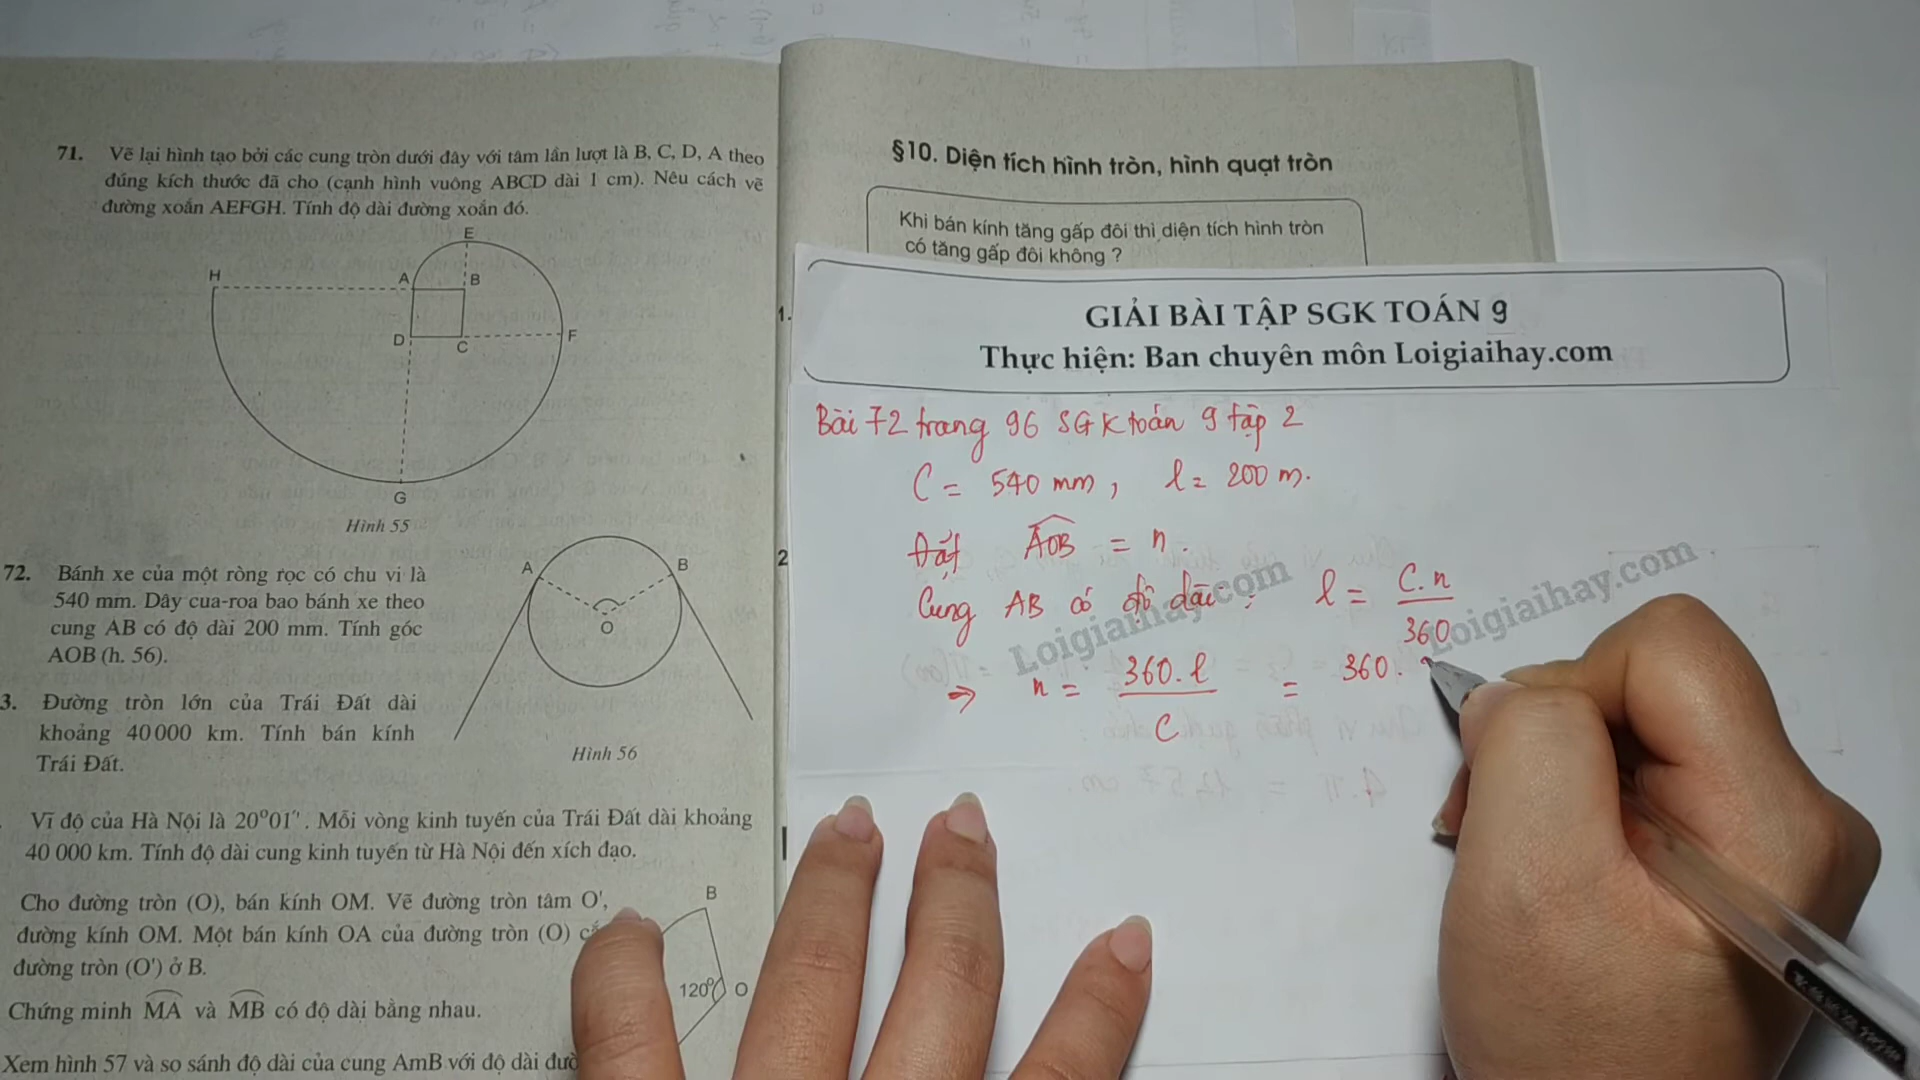 71. Vẽ lại hình tạo bởi các cung tròn dưới đây với tâm lần lượt là B, C, D, A theo
đúng kích thước đã cho (cạnh hình vuông ABCD dài 1 cm). Nêu cách vẽ
đường xoắn AEFGH. Tính độ dài đường xoắn đó.
E
H
A
B
D
C
F
G
Hình 55
72. Bánh xe của một ròng rọc có chu vi là
540 mm. Dây cua-roa bao bánh xe theo
cung AB có độ dài 200 mm. Tính góc
AOB (h. 56).
A
B
O
Hình 56
3. Đường tròn lớn của Trái Đất dài
khoảng 40 000 km. Tính bán kính
Trái Đất.
Vĩ độ của Hà Nội là 20°01'. Mỗi vòng kinh tuyến của Trái Đất dài khoảng
40 000 km. Tính độ dài cung kinh tuyến từ Hà Nội đến xích đạo.
Cho đường tròn (O), bán kính OM. Vẽ đường tròn tâm O',
đường kính OM. Một bán kính OA của đường tròn (O)
đường tròn (O') ở B.
Chứng minh MA và MB có độ dài bằng nhau.
Xem hình 57 và so sánh độ dài của cung AmB với độ dài
B
120°
O
§10. Diện tích hình tròn, hình quạt tròn
Khi bán kính tăng gấp đôi thì diện tích hình tròn
có tăng gấp đôi không ?
1.
2
GIẢI BÀI TẬP SGK TOÁN 9
Thực hiện: Ban chuyên môn Loigiaihay.com
Bài 72 trang 96 SGK toán 9 tập 2
C = 540 mm, l = 200 m.
Đặt AOB = n.
Cung AB có độ dài: l = C.n / 360
=> n = 360.l / C = 360.
Loigiaihay.com
Loigiaihay.com